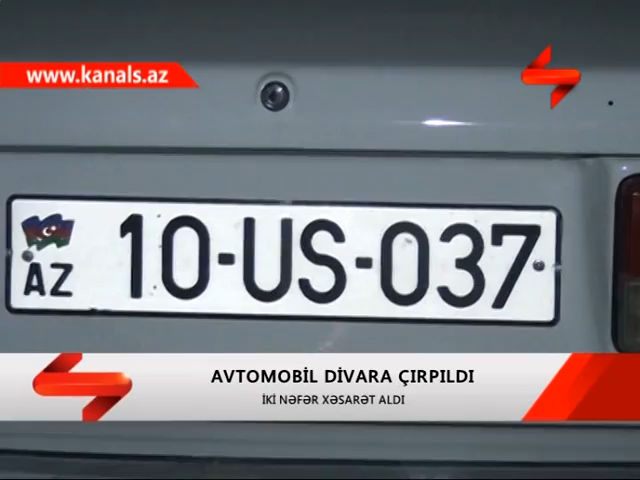 www.kanals.az
AZ 10-US-037
AVTOMOBİL DİVARA ÇIRPILDI
İKİ NƏFƏR XƏSARƏT ALDI